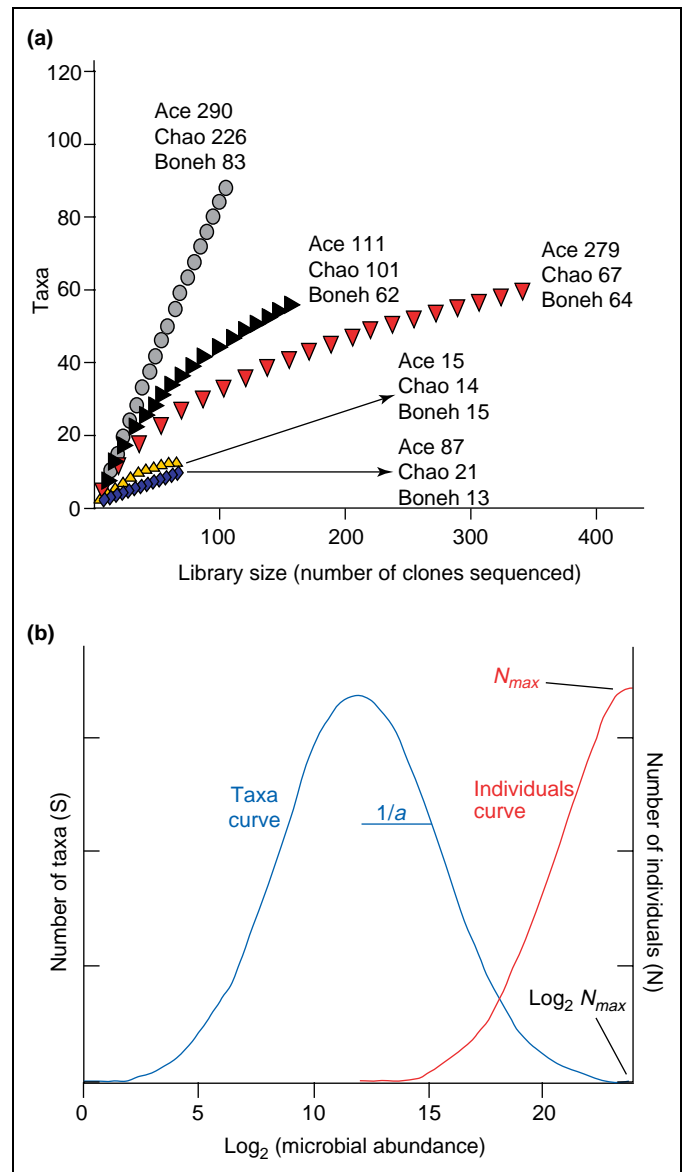 (a)
120
100
80
60
40
20
0
Taxa
Ace 290
Chao 226
Boneh 83
Ace 111
Chao 101
Boneh 62
Ace 279
Chao 67
Boneh 64
Ace 15
Chao 14
Boneh 15
Ace 87
Chao 21
Boneh 13
100 200 300 400
Library size (number of clones sequenced)
(b)
Number of taxa (S)
Taxa
curve
1/a
Nmax
Individuals
curve
Log2 Nmax
Number of individuals (N)
0 5 10 15 20
Log2 (microbial abundance)